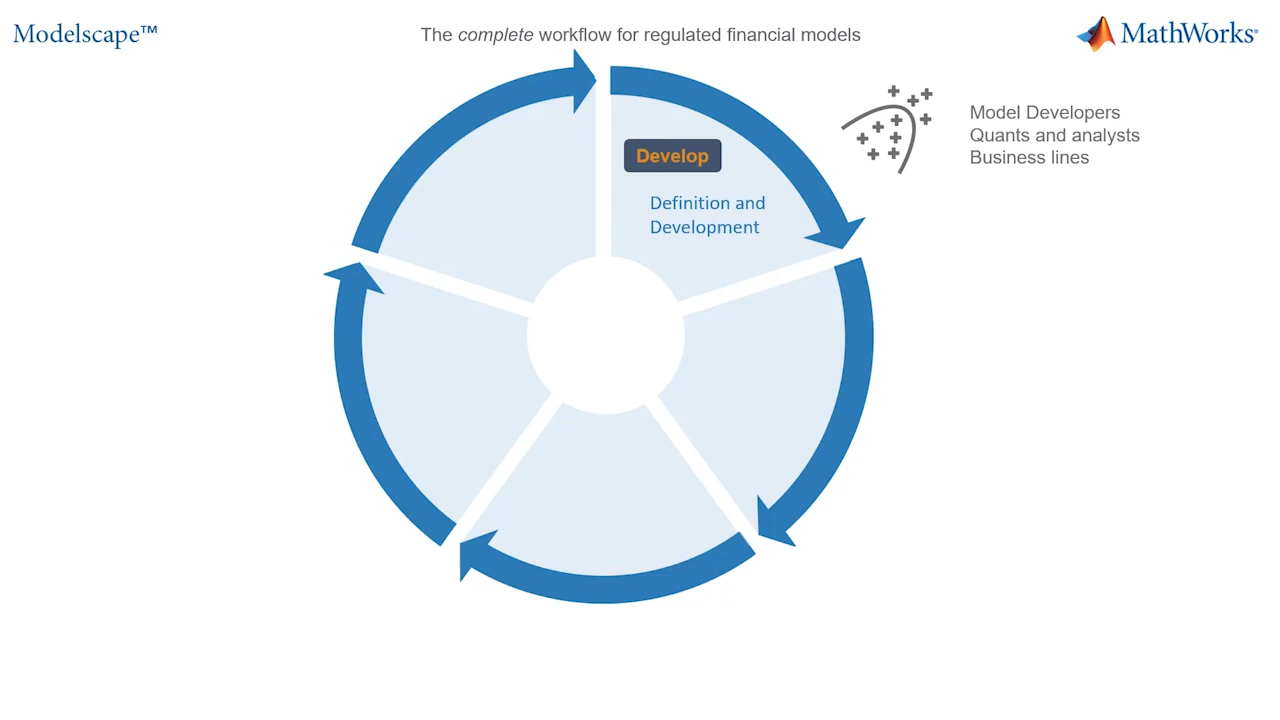 Modelscape™
The complete workflow for regulated financial models
MathWorks®
Develop
Definition and
Development
Model Developers
Quants and analysts
Business lines